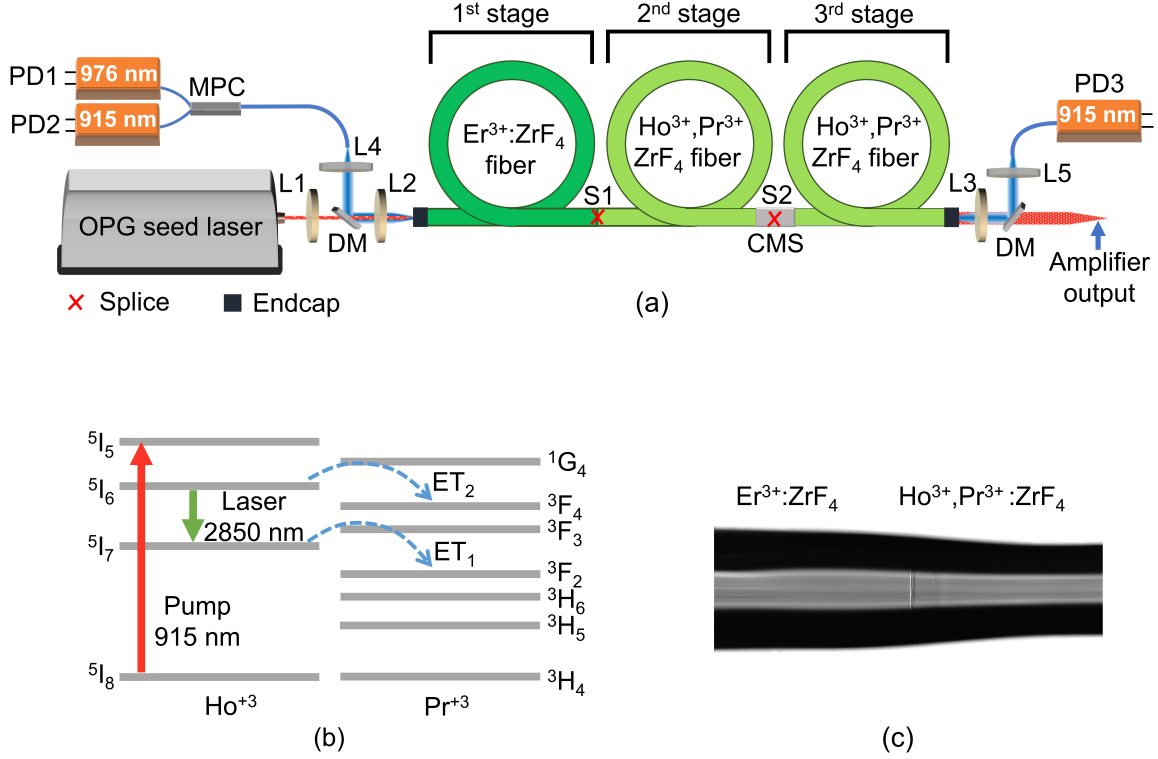 1st stage
2nd stage
3rd stage
PD1
976 nm
PD2
915 nm
MPC
L4
L1
L2
OPG seed laser
DM
Er³⁺:ZrF₄
fiber
Ho³⁺,Pr³⁺
ZrF₄ fiber
Ho³⁺,Pr³⁺
ZrF₄ fiber
S1
S2
CMS
PD3
915 nm
L5
L3
DM
Amplifier
output
Splice
Endcap
(a)
⁵I₅
⁵I₆
⁵I₇
⁵I₈
Laser
2850 nm
Pump
915 nm
ET₂
ET₁
¹G₄
³F₄
³F₃
³F₂
³H₆
³H₅
³H₄
Ho⁺³
Pr⁺³
(b)
Er³⁺:ZrF₄
Ho³⁺,Pr³⁺ :ZrF₄
(c)